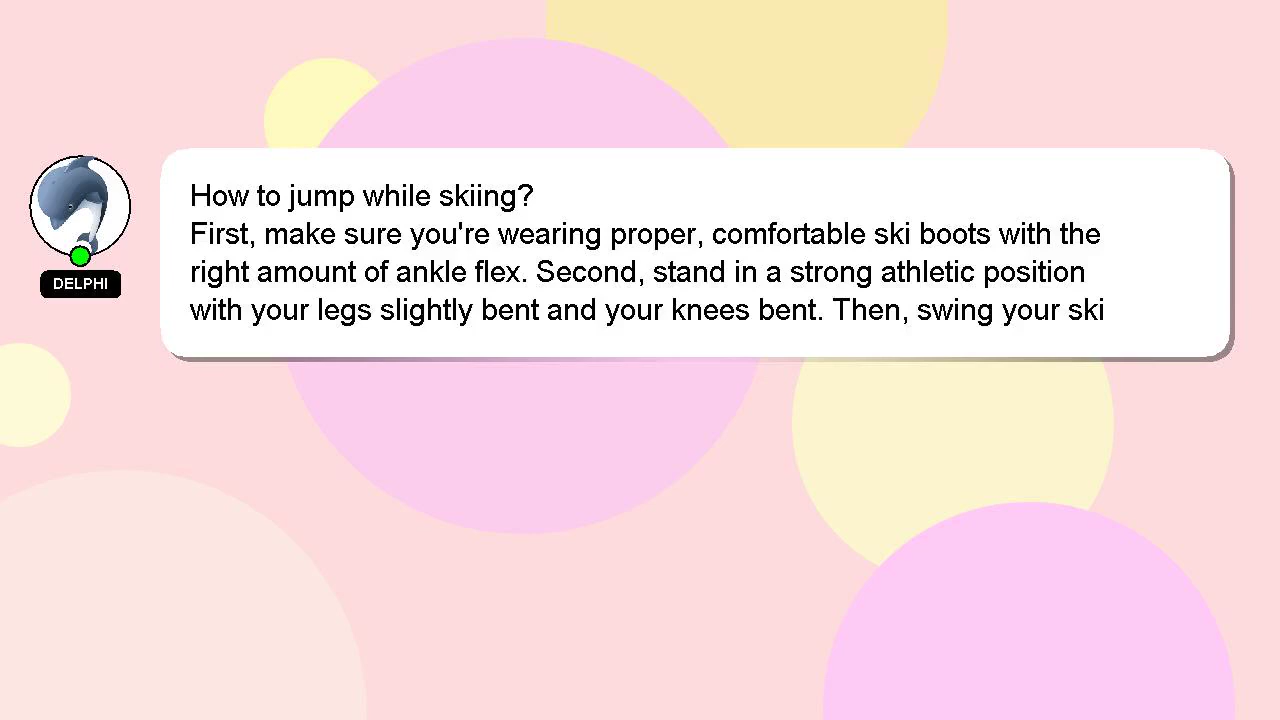 How to jump while skiing?
First, make sure you're wearing proper, comfortable ski boots with the
right amount of ankle flex. Second, stand in a strong athletic position
with your legs slightly bent and your knees bent. Then, swing your ski
DELPHI